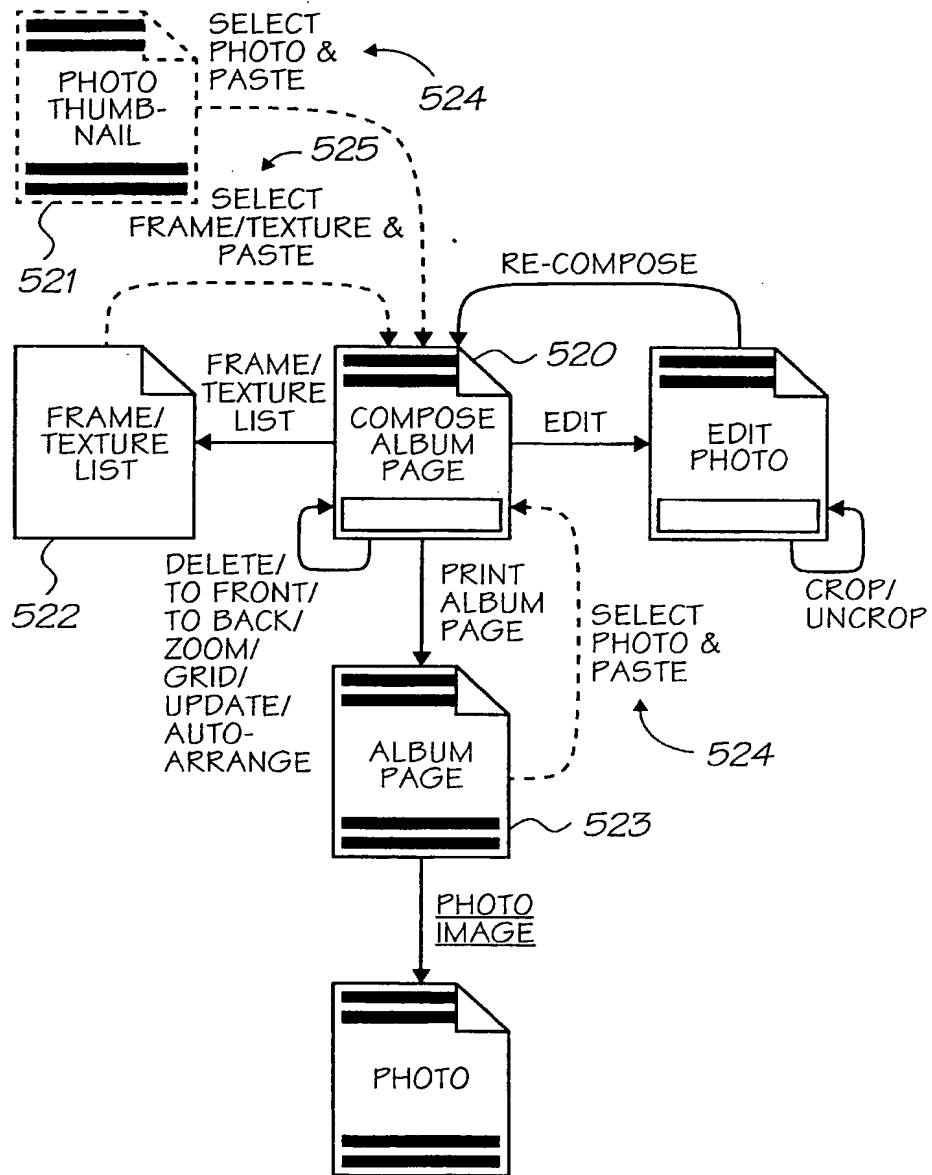 SELECT
PHOTO &
PASTE
524
PHOTO
THUMB-
NAIL
521
525
SELECT
FRAME/TEXTURE &
PASTE
RE-COMPOSE
520
FRAME/
TEXTURE
LIST
522
FRAME/
TEXTURE
LIST
COMPOSE
ALBUM
PAGE
EDIT
EDIT
PHOTO
CROP/
UNCROP
DELETE/
TO FRONT/
TO BACK/
ZOOM/
GRID/
UPDATE/
AUTO-
ARRANGE
PRINT
ALBUM
PAGE
SELECT
PHOTO &
PASTE
524
ALBUM
PAGE
523
PHOTO
IMAGE
PHOTO